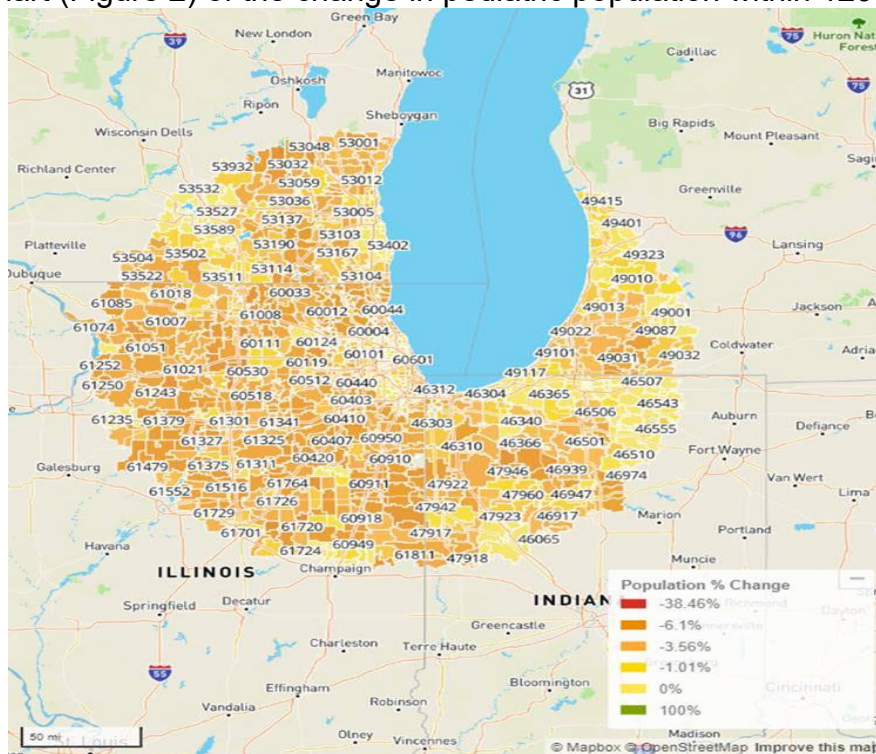 (Figure 2) of the change in pediatric population within
Green Bay
New London
39
75
Huron
Cadillac
Oshkosh
Manitowoc
31
75
Ripon
Sheboygan
Big Rapids
Mount Pleasant
Wisconsin Dells
53048
53001
53932
53032
Richland Center
53059
53012
53532
53036
Greenville
49415
53527
53137
53005
49401
53589
53103
96
Platteville
53190
53402
Lansing
53504
53502
53167
49323
53522
53511
53114
53104
49010
61085
61018
60033
60012
60044
49013
49001
Jackson
61074
61007
61008
60004
49022
49087
61051
60111
60124
60101
60601
49101
49031
49032
Coldwater
61252
61021
60530
60119
49117
61250
60512
60440
46312
46304
46365
46507
61243
60518
60403
46543
61235
61379
61301
61341
60410
46303
46340
46506
46555
Auburn
Defiance
61327
61325
60407
60950
46310
46366
46501
46510
Fort Wayne
Galesburg
61479
61375
61311
60420
60910
47946
46939
46974
Van Wert
61552
61516
61764
60911
47922
47960
46947
Lima
61729
61726
47942
47923
46917
Marion
61701
61720
60918
47917
46065
Portland
Havana
61724
60949
61811
47918
ILLINOIS
Champaign
Muncie
Springfield
Decatur
Population % Change
-38.46%
-6.1%
-3.56%
-1.01%
0%
100%
Greencastle
Charleston
Terre Haute
55
Effingham
Bloomington
Cincinnati
Vandalia
Robinson
50 mi
Olney
Vincennes
Madison
© Mapbox © OpenStreetMap Improve this map